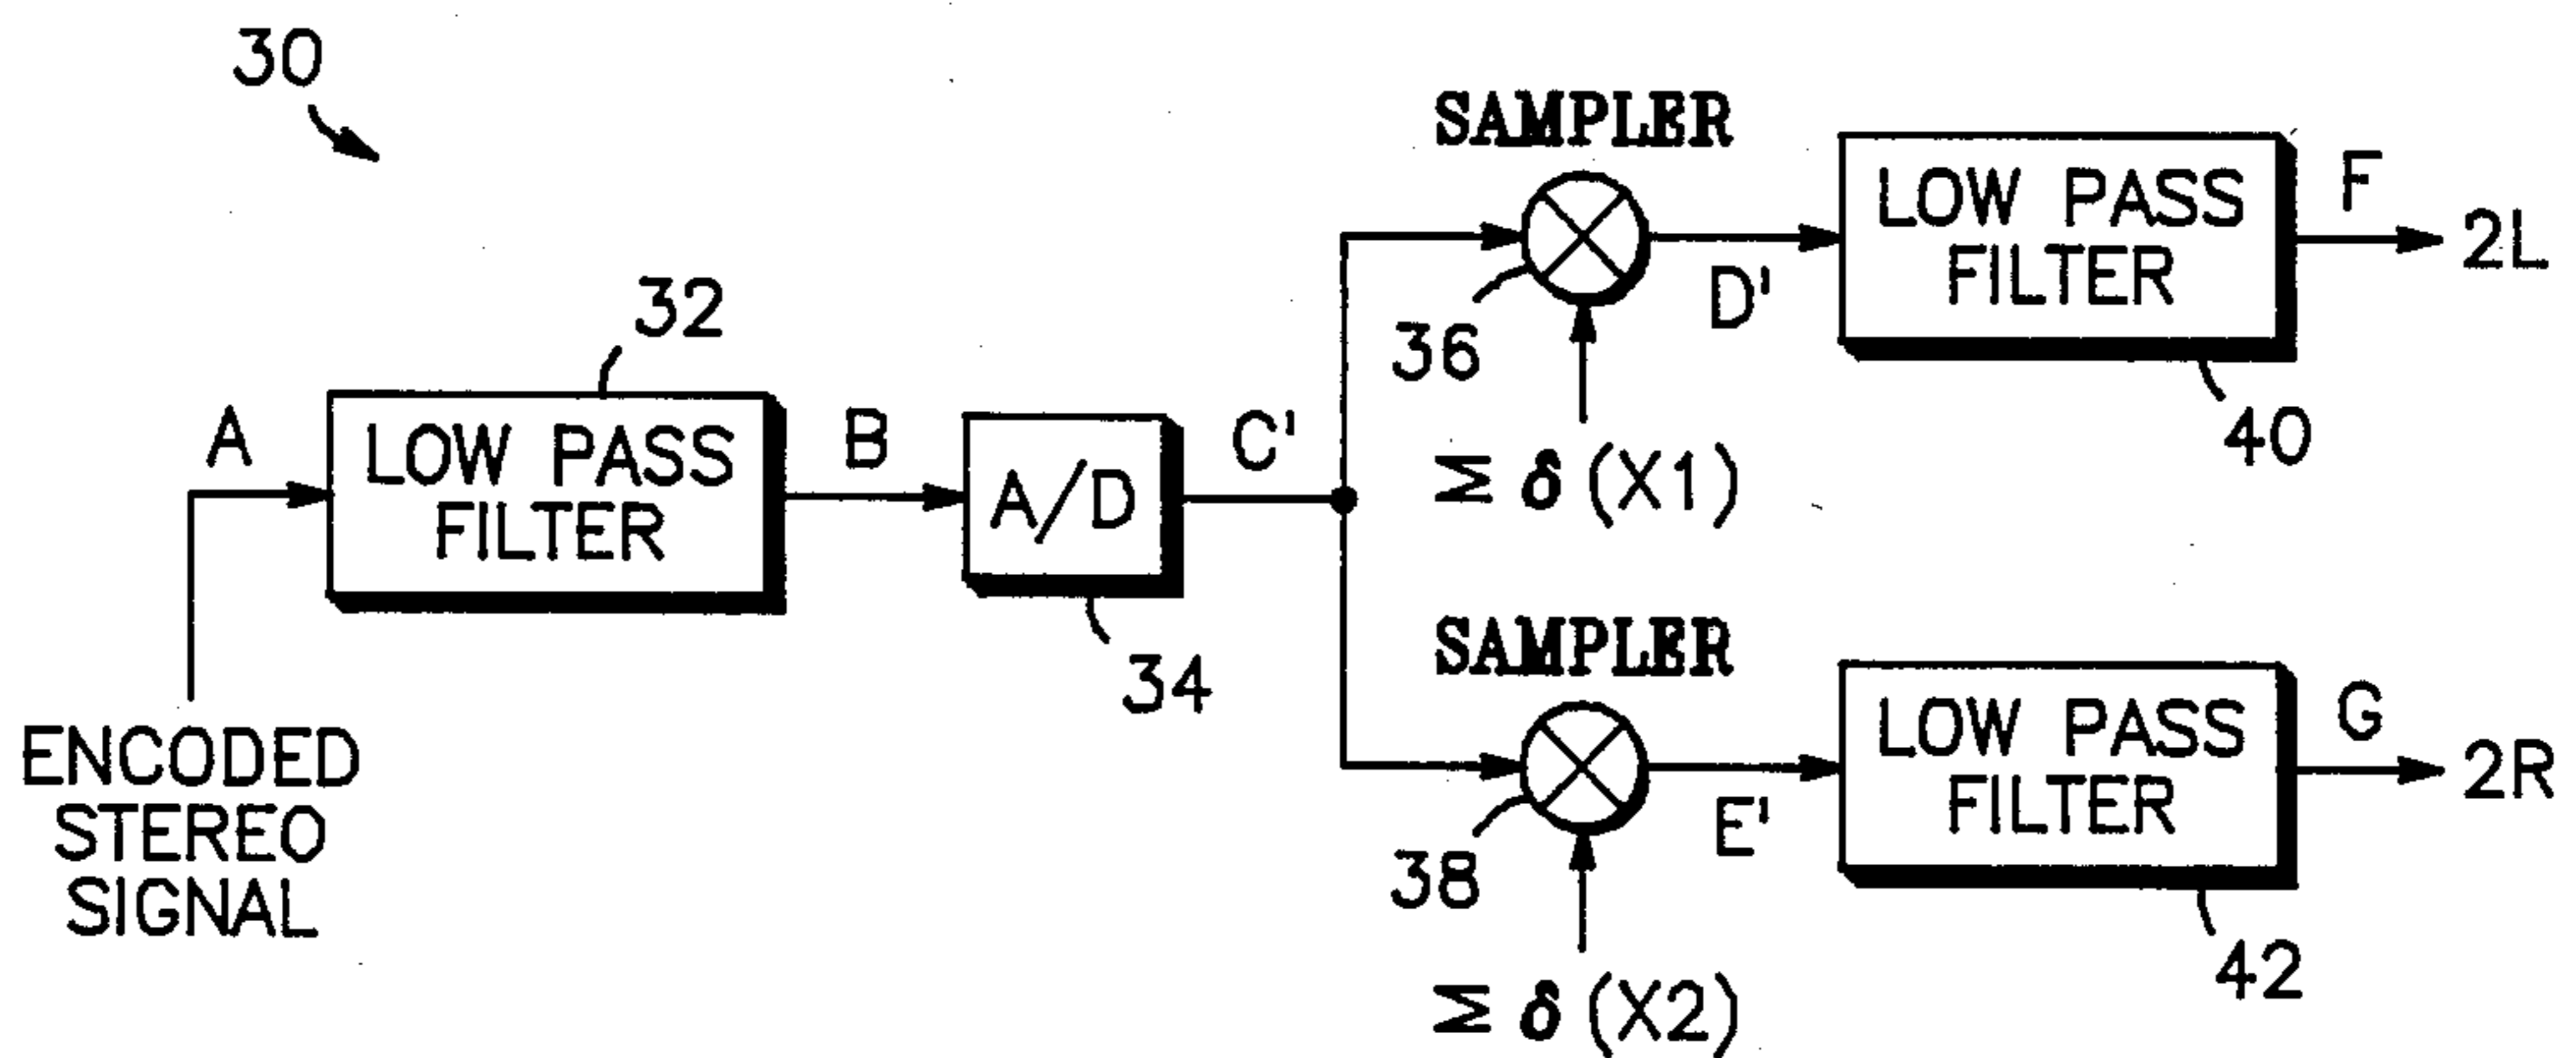 30
SAMPLER
LOW PASS
FILTER
F
2L
D'
36
40
Σ δ (X1)
32
A
LOW PASS
FILTER
B
A/D
C'
34
ENCODED
STEREO
SIGNAL
SAMPLER
LOW PASS
FILTER
G
2R
E'
38
42
Σ δ (X2)